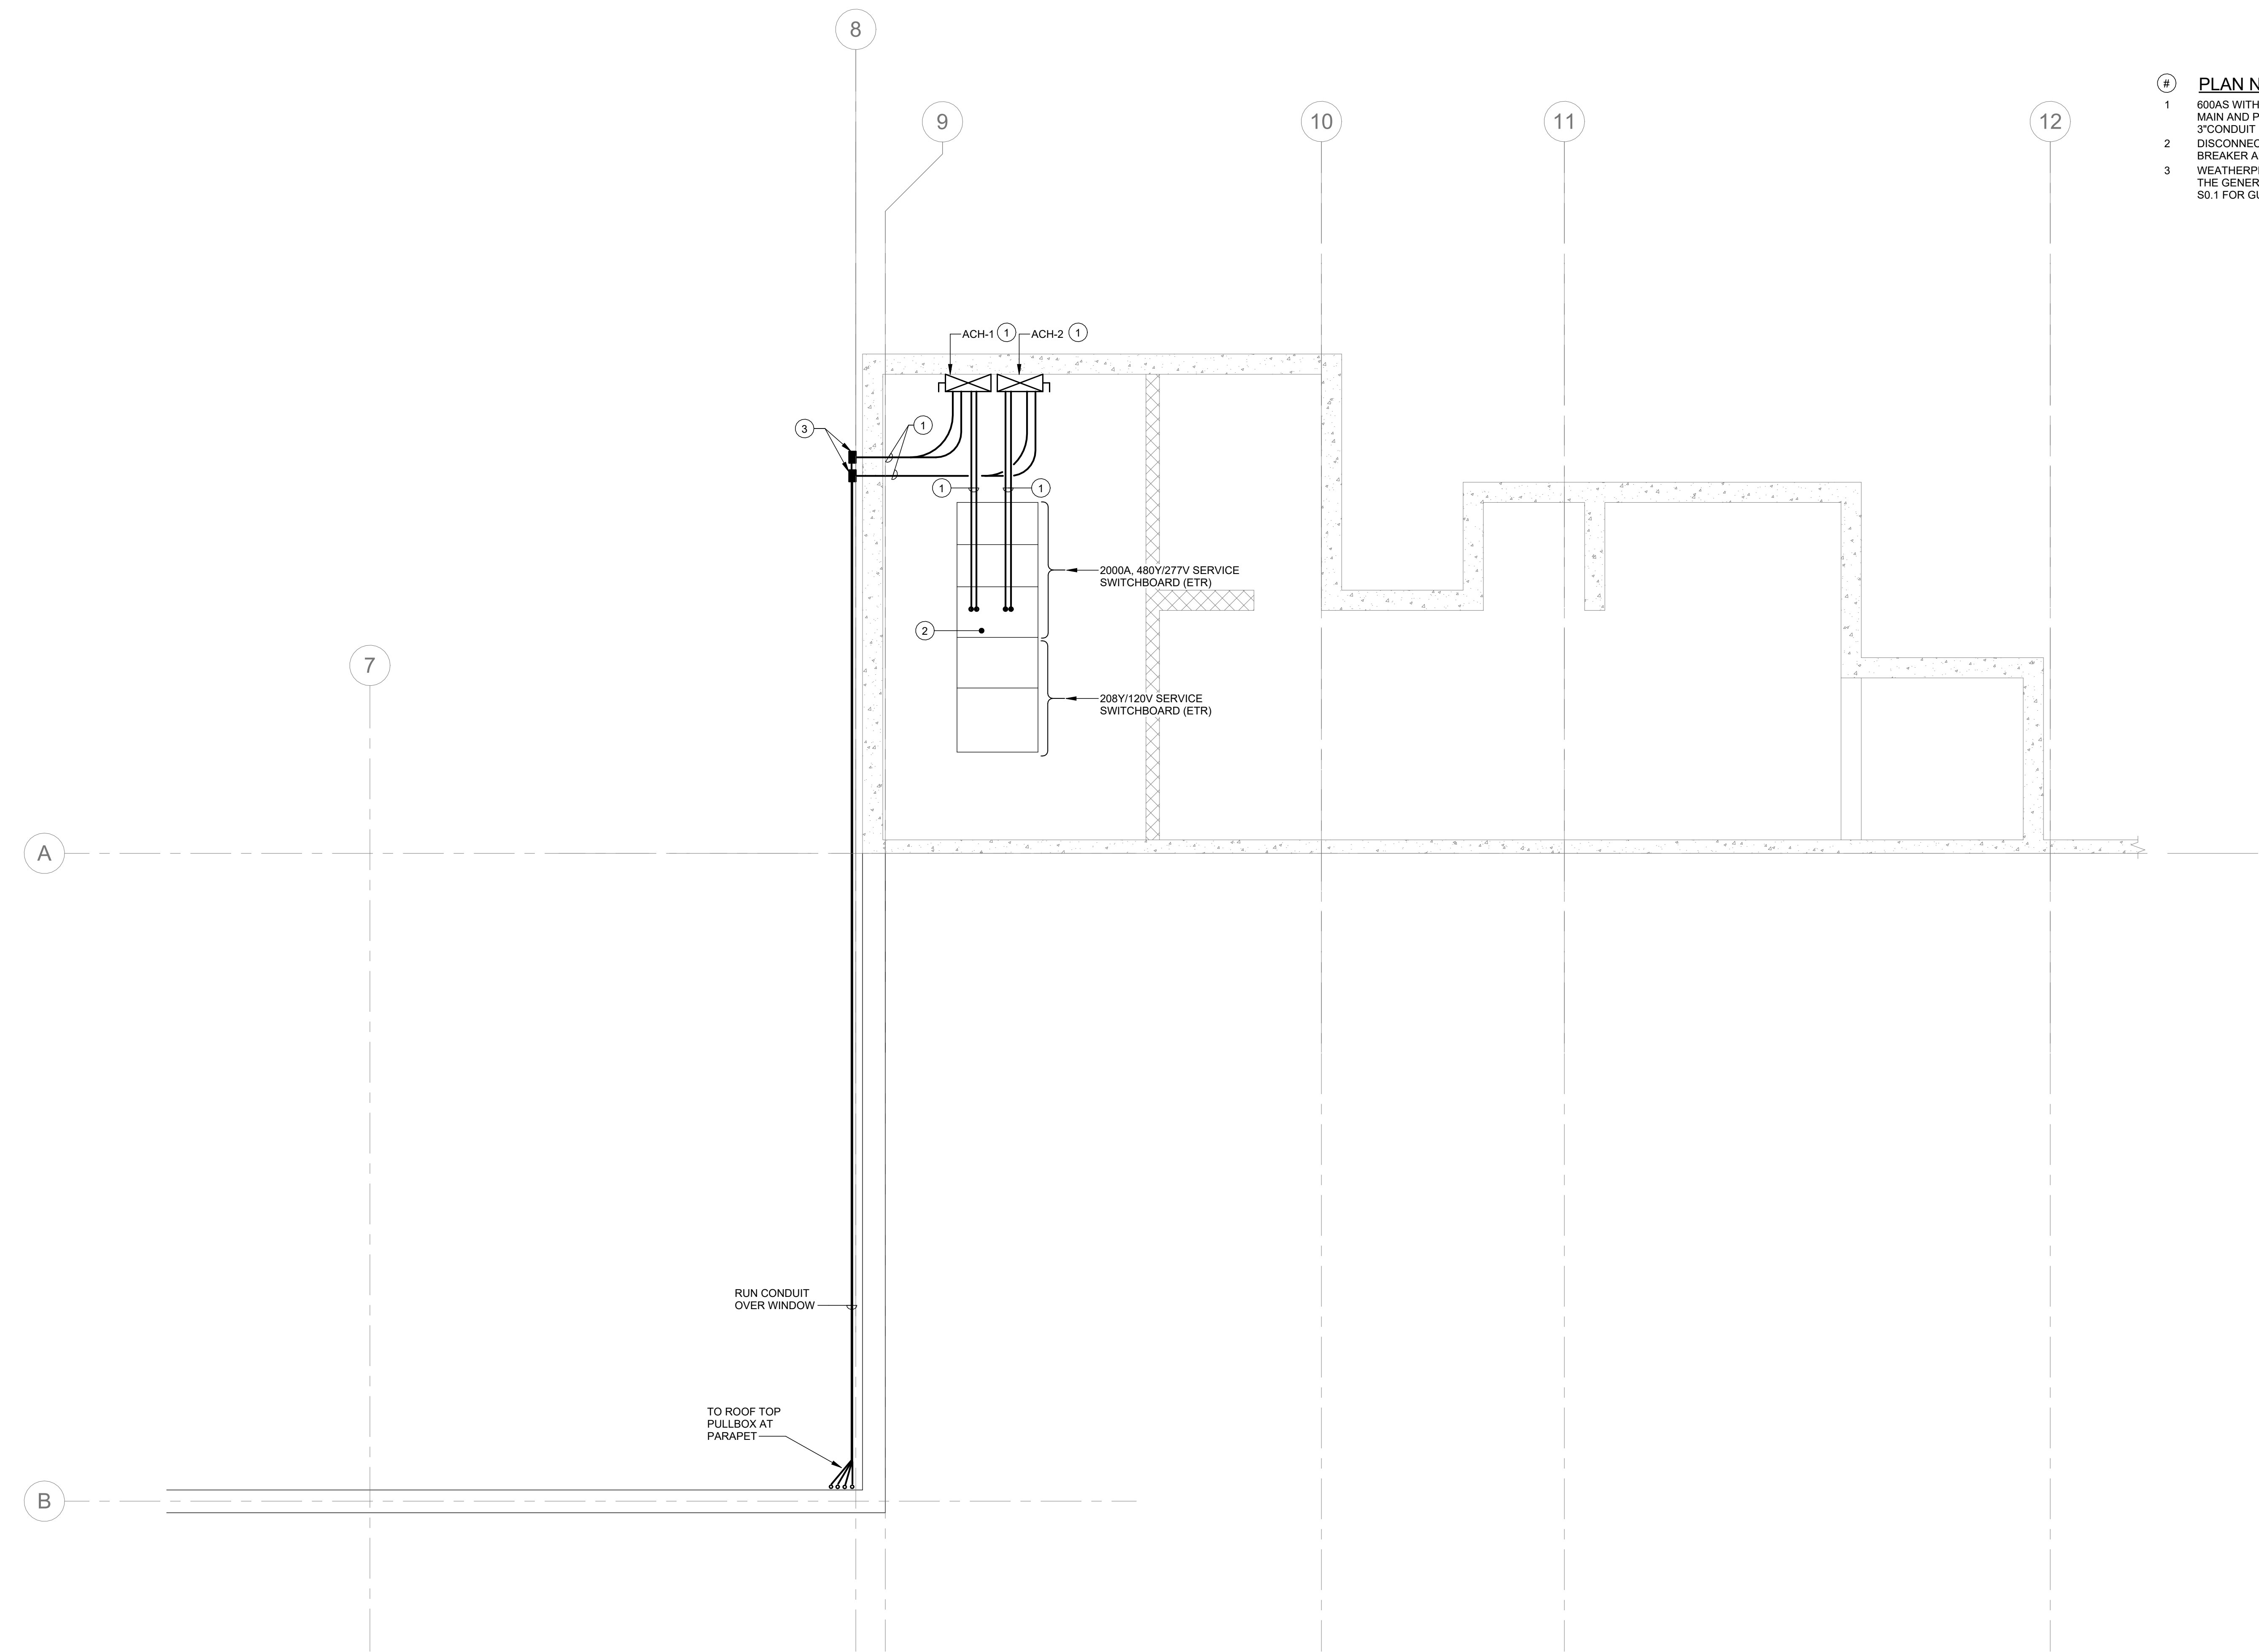 8
9
10
11
12
# PLAN N
1 600AS WITH
MAIN AND P
3"CONDUIT
2 DISCONNEC
BREAKER A
3 WEATHERP
THE GENER
S0.1 FOR GU
ACH-1 1
ACH-2 1
3
1
1
1
2000A, 480Y/277V SERVICE
SWITCHBOARD (ETR)
2
7
208Y/120V SERVICE
SWITCHBOARD (ETR)
A
RUN CONDUIT
OVER WINDOW
TO ROOF TOP
PULLBOX AT
PARAPET
B